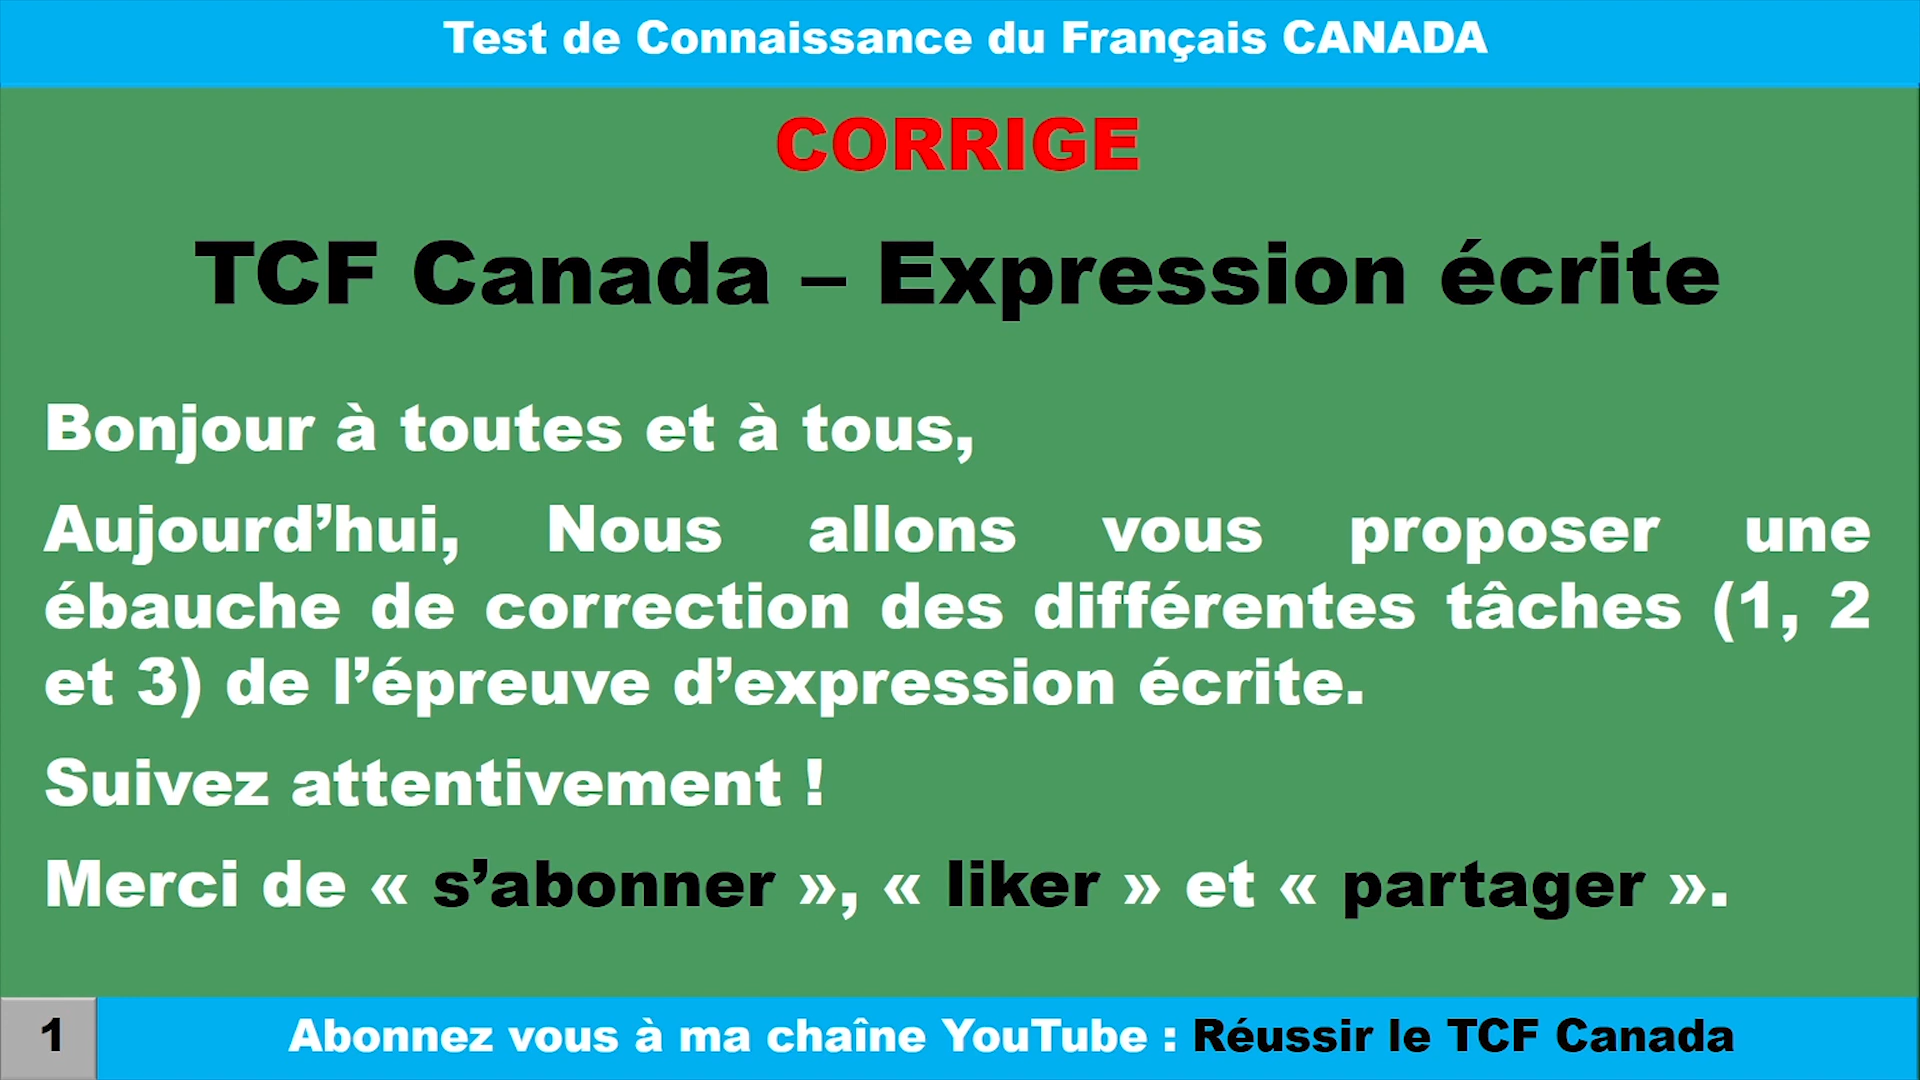 Test de Connaissance du Français CANADA
CORRIGE
TCF Canada – Expression écrite
Bonjour à toutes et à tous,
Aujourd’hui, Nous allons vous proposer une
ébauche de correction des différentes tâches (1, 2
et 3) de l’épreuve d’expression écrite.
Suivez attentivement !
Merci de « s’abonner », « liker » et « partager ».
1
Abonnez vous à ma chaîne YouTube : Réussir le TCF Canada